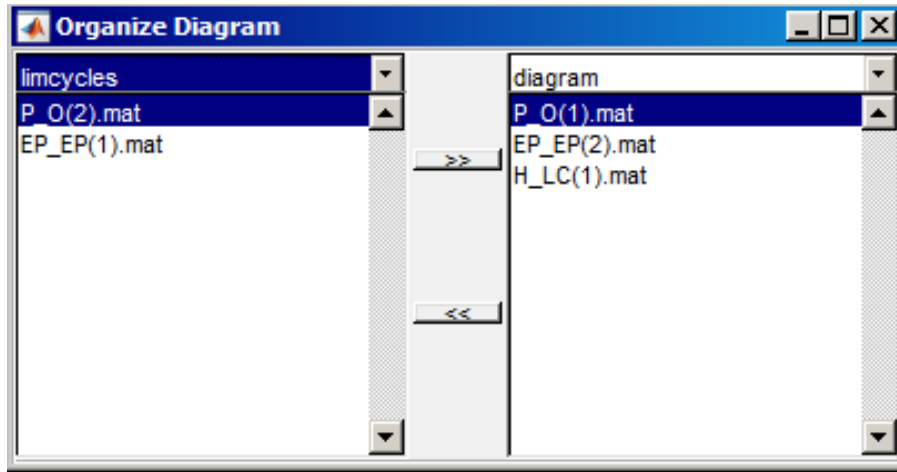 Organize Diagram
limcycles
P_O(2).mat
EP_EP(1).mat
>>
<<
diagram
P_O(1).mat
EP_EP(2).mat
H_LC(1).mat